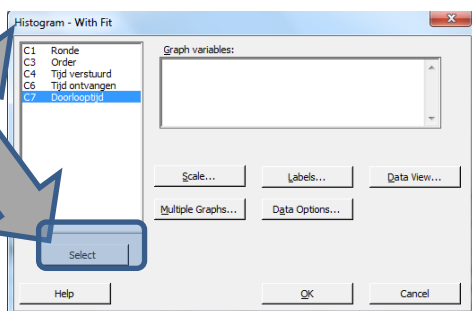 Histogram - With Fit
C1 Ronde
C3 Order
C4 Tijd verstuurd
C6 Tijd ontvangen
C7 Doorlooptijd
Graph variables:
Scale... Labels... Data View...
Multiple Graphs... Data Options...
Select
Help OK Cancel